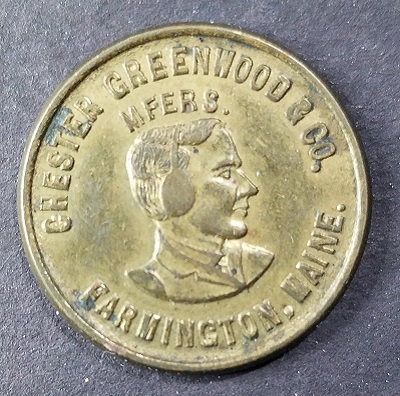 CHESTER GREENWOOD & CO.
MFERS.
FARMINGTON, MAINE.